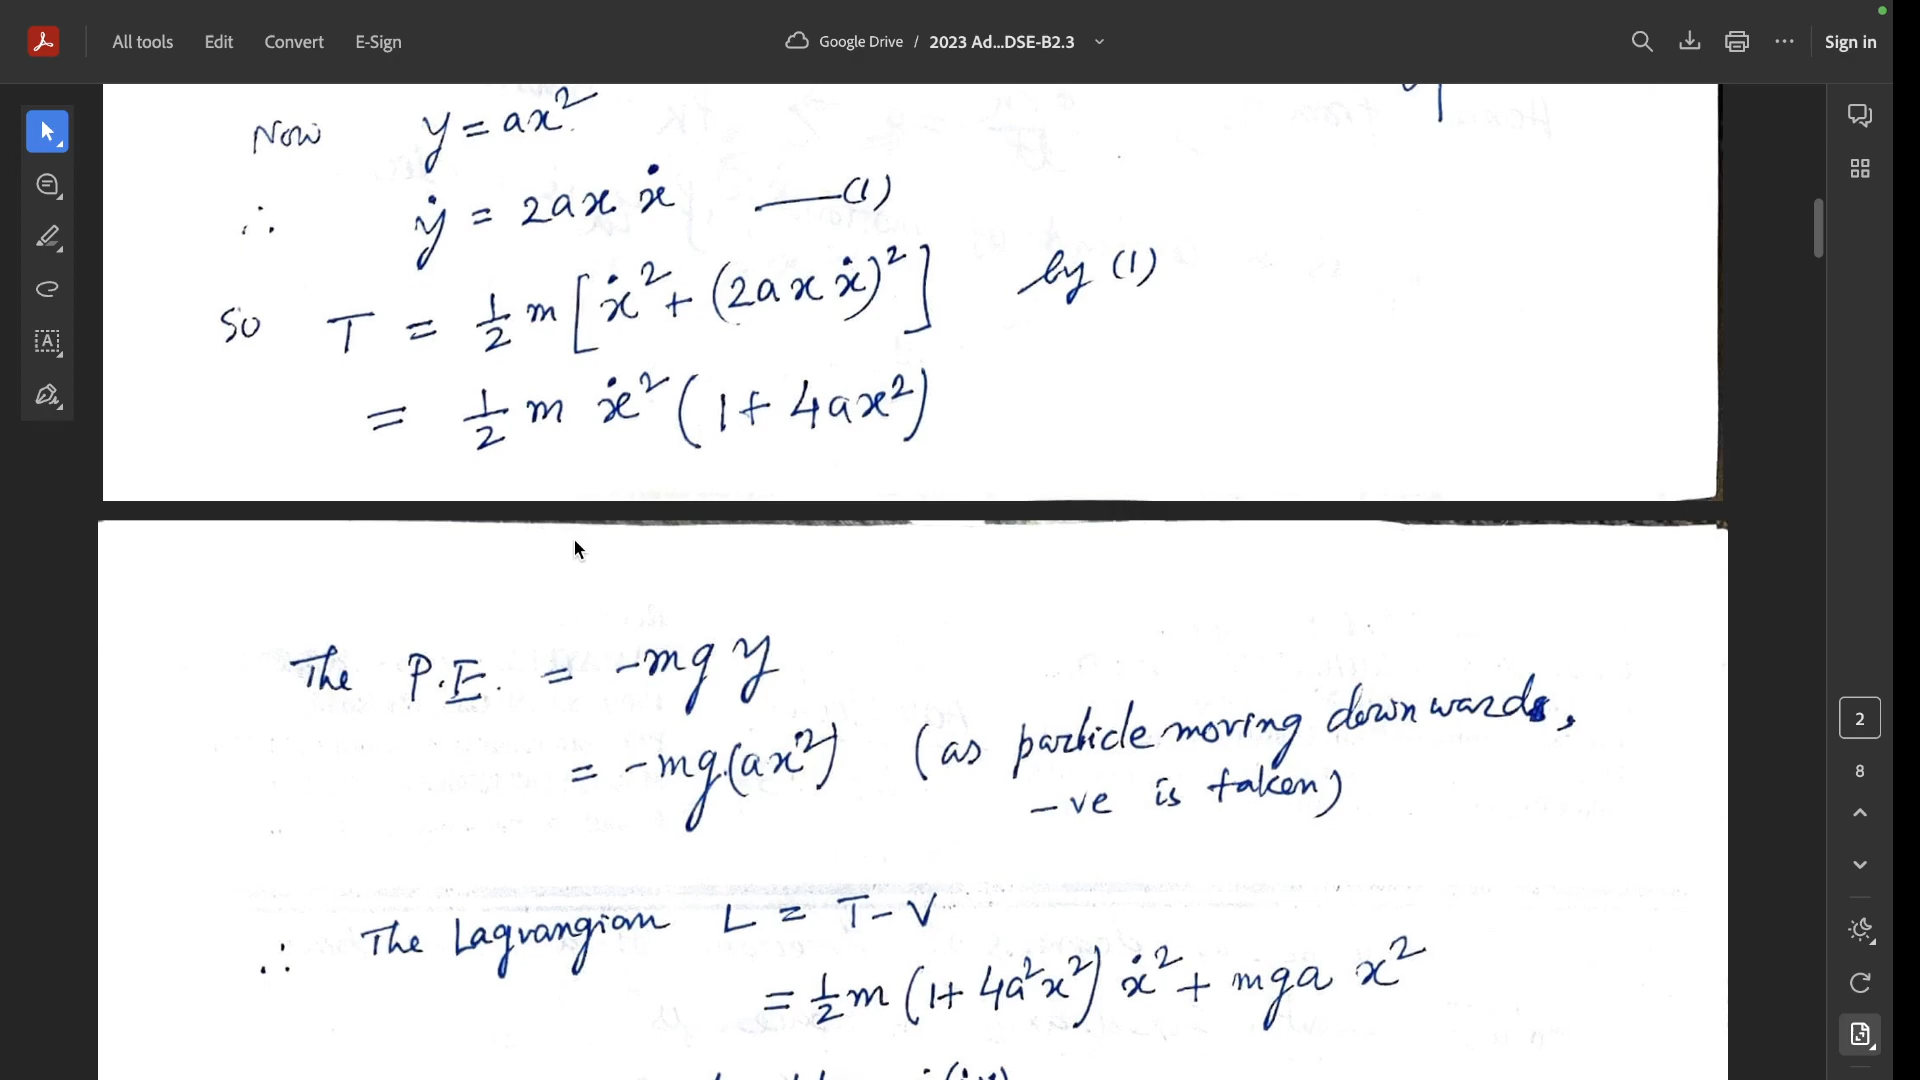 All tools Edit Convert E-Sign Google Drive / 2023 Ad...DSE-B2.3 Sign in
Now y = ax²
∴ ẏ = 2ax ẋ —(1)
So T = 1/2 m [ẋ² + (2ax ẋ)²] by (1)
= 1/2 m ẋ² (1 + 4ax²)
The P.E. = -mg y
= -mg.(ax²) (as particle moving downwards,
-ve is taken)
∴ The Lagrangian L = T - V
= 1/2 m (1 + 4a²x²) ẋ² + mga x²
2
8